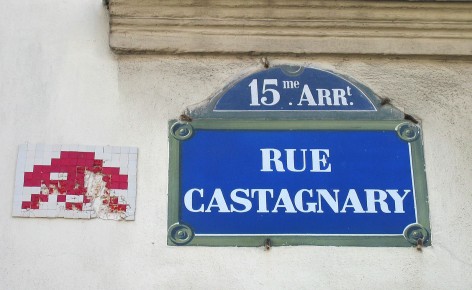 15me. ARRt.
RUE
CASTAGNARY